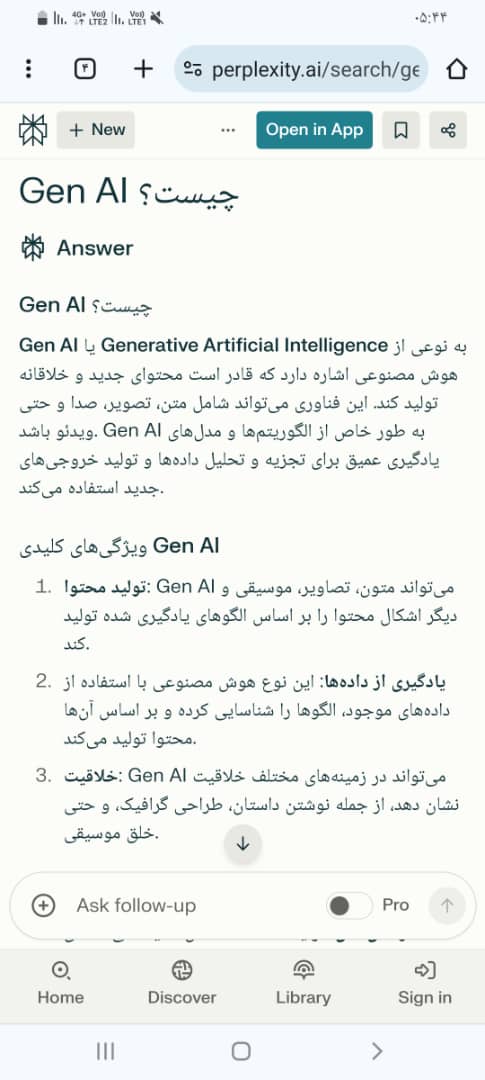 4G+ Vo)) LTE2 Vo)) LTE1 ۰۵:۴۴
۴ perplexity.ai/search/ge
New Open in App
Gen AI چیست؟
Answer
Gen AI چیست؟
Gen AI یا Generative Artificial Intelligence به نوعی از
هوش مصنوعی اشاره دارد که قادر است محتوای جدید و خلاقانه
تولید کند. این فناوری می‌تواند شامل متن، تصویر، صدا و حتی
ویدئو باشد. Gen AI به طور خاص از الگوریتم‌ها و مدل‌های
یادگیری عمیق برای تجزیه و تحلیل داده‌ها و تولید خروجی‌های
جدید استفاده می‌کند.
ویژگی‌های کلیدی Gen AI
1. تولید محتوا: Gen AI می‌تواند متون، تصاویر، موسیقی و
دیگر اشکال محتوا را بر اساس الگوهای یادگیری شده تولید
کند.
2. یادگیری از داده‌ها: این نوع هوش مصنوعی با استفاده از
داده‌های موجود، الگوها را شناسایی کرده و بر اساس آن‌ها
محتوا تولید می‌کند.
3. خلاقیت: Gen AI می‌تواند در زمینه‌های مختلف خلاقیت
نشان دهد، از جمله نوشتن داستان، طراحی گرافیک، و حتی
خلق موسیقی.
Ask follow-up Pro
Home Discover Library Sign in